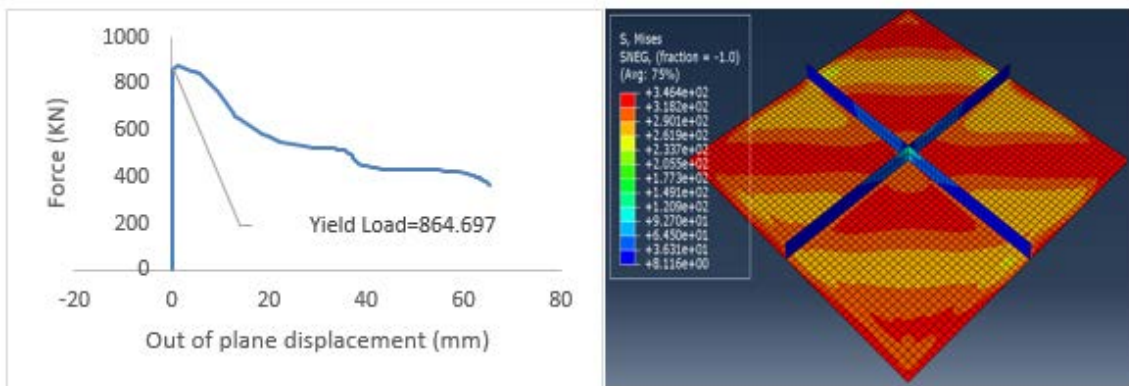 1000
800
600
400
200
0
-20
0
20
40
60
80
Force (KN)
Yield Load=864.697
Out of plane displacement (mm)
S, Mises
SNEG, (fraction = -1.0)
(Avg: 75%)
+3.464e+02
+3.182e+02
+2.901e+02
+2.619e+02
+2.337e+02
+2.055e+02
+1.773e+02
+1.491e+02
+1.209e+02
+9.270e+01
+6.450e+01
+3.631e+01
+8.116e+00